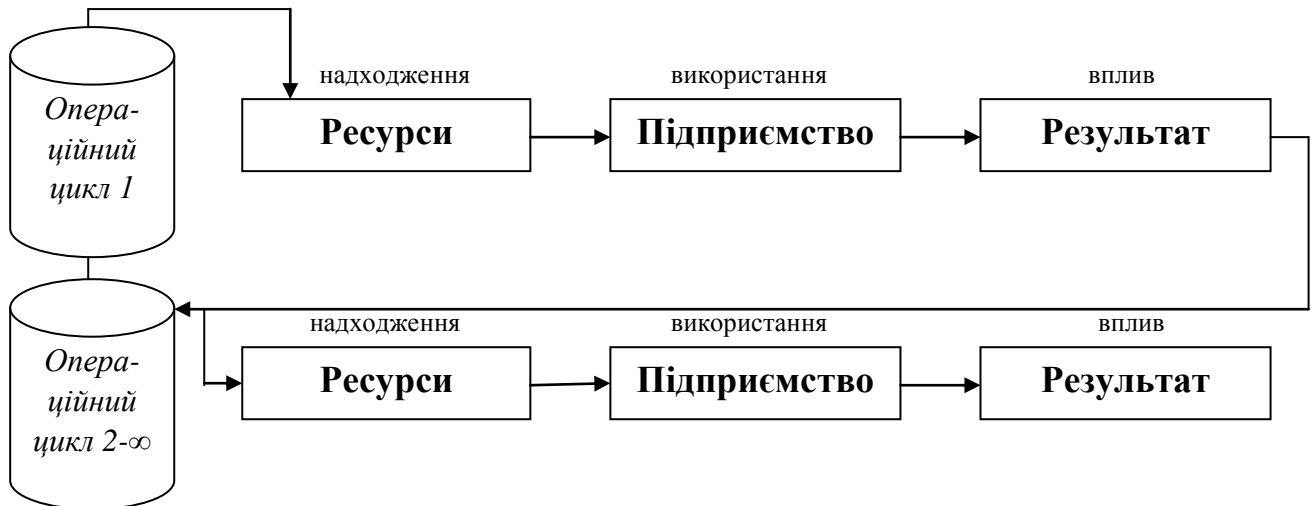 Опера-
ційний
цикл 1
надходження
використання
вплив
Ресурси
Підприємство
Результат
Опера-
ційний
цикл 2-∞
надходження
використання
вплив
Ресурси
Підприємство
Результат